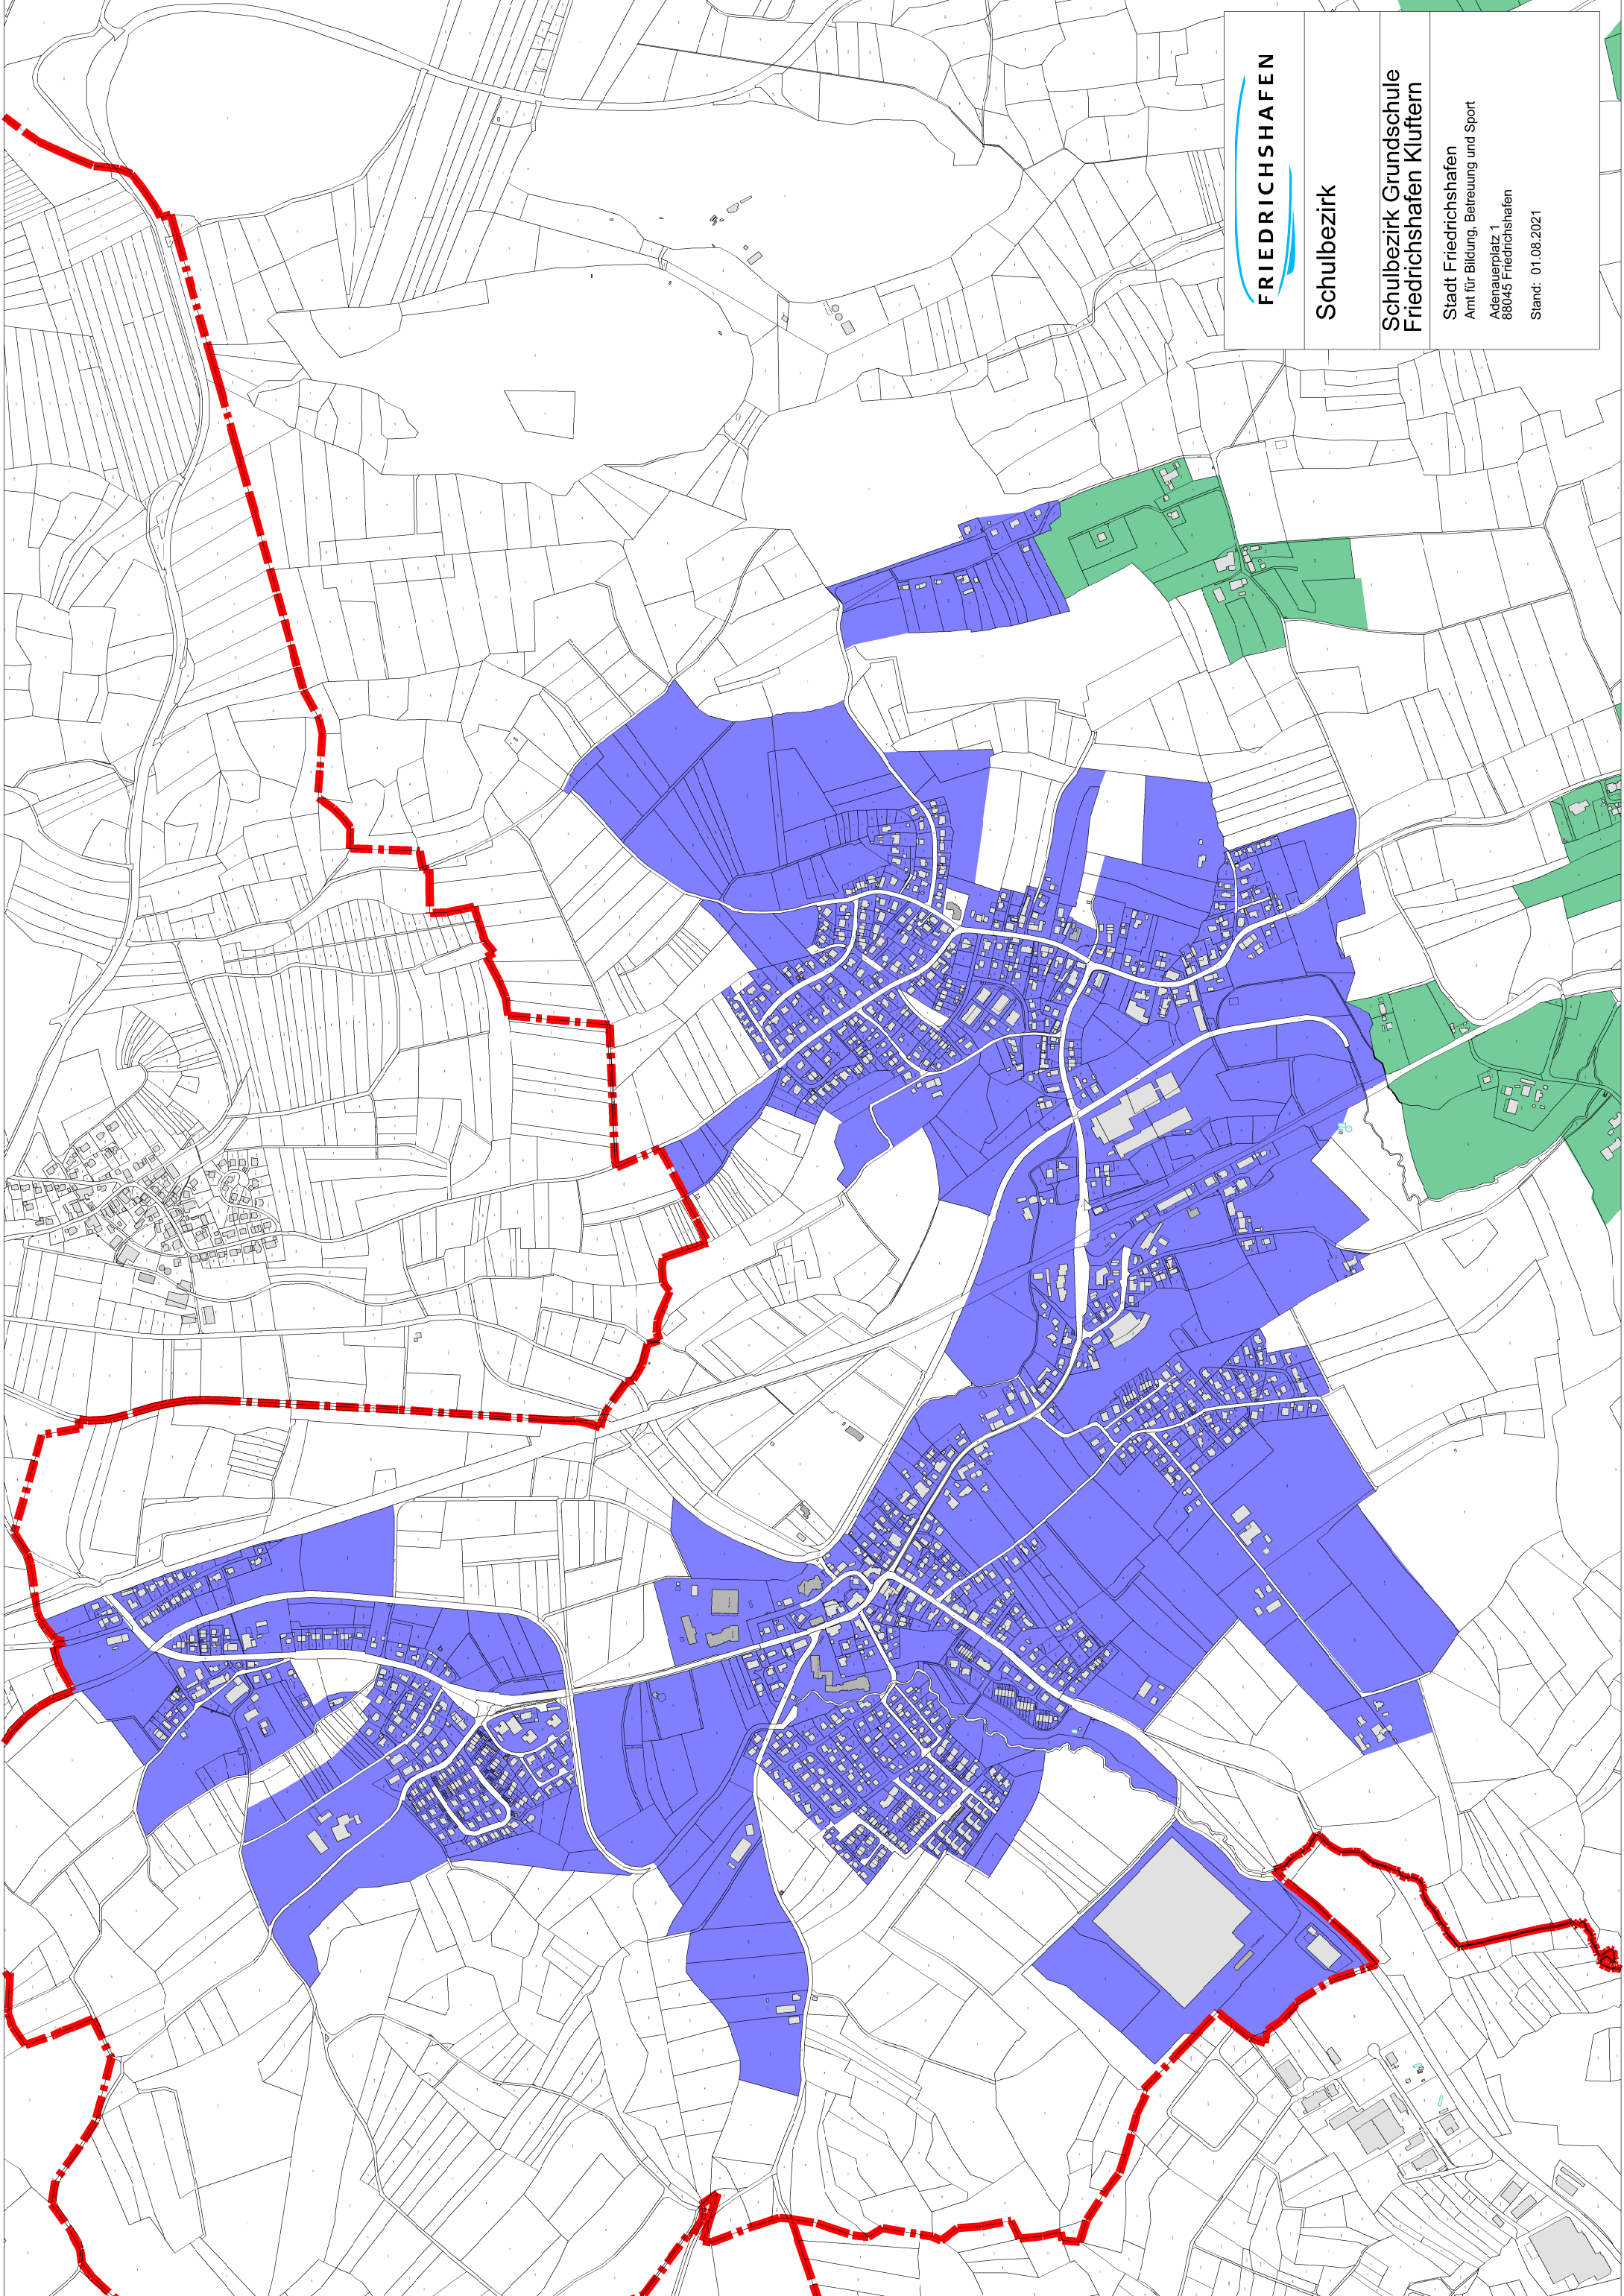 FRIEDRICHSHAFEN
Schulbezirk
Schulbezirk Grundschule
Friedrichshafen Kluftern
Stadt Friedrichshafen
Amt für Bildung, Betreuung und Sport
Adenauerplatz 1
88045 Friedrichshafen
Stand: 01.08.2021